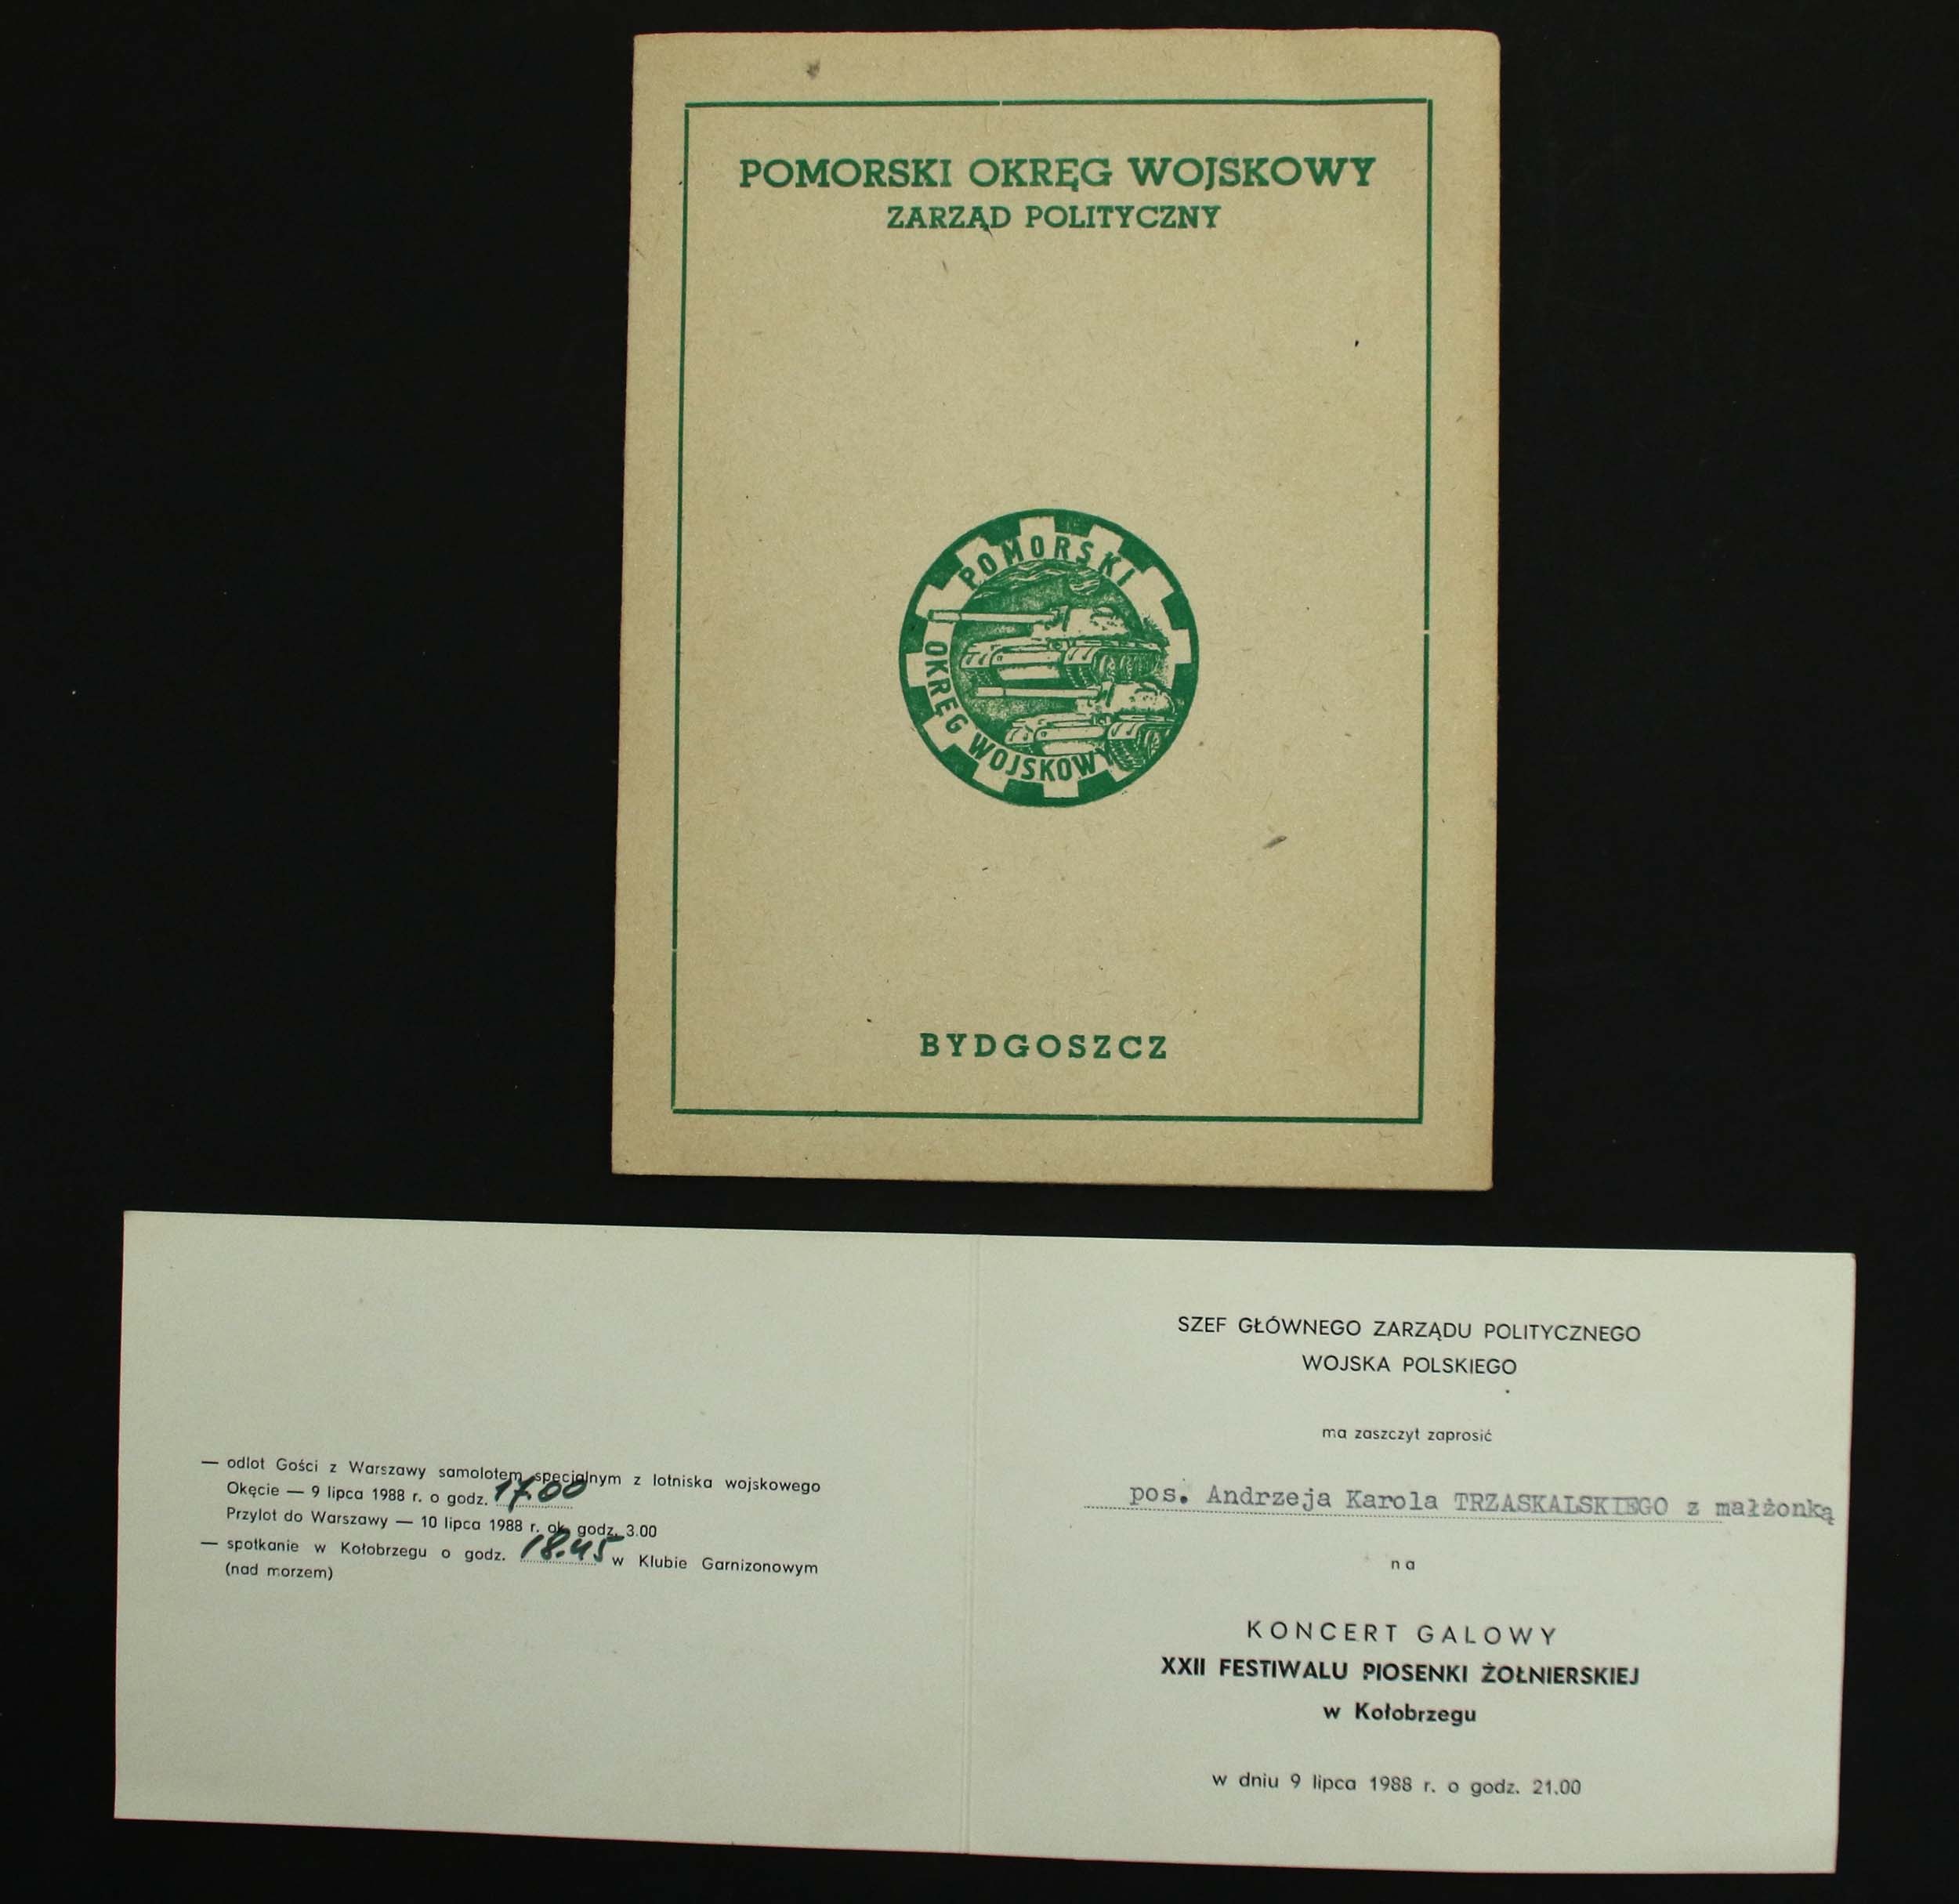 POMORSKI OKRĘG WOJSKOWY
ZARZĄD POLITYCZNY
POMORSKI
OKRĘG WOJSKOWY
BYDGOSZCZ
— odlot Gości z Warszawy samolotem specjalnym z lotniska wojskowego
Okęcie — 9 lipca 1988 r. o godz. 17.00
Przylot do Warszawy — 10 lipca 1988 r. ok. godz. 3.00
— spotkanie w Kołobrzegu o godz. 18.45 w Klubie Garnizonowym
(nad morzem)
SZEF GŁÓWNEGO ZARZĄDU POLITYCZNEGO
WOJSKA POLSKIEGO
ma zaszczyt zaprosić
pos. Andrzeja Karola TRZASKALSKIEGO z małżonką
na
KONCERT GALOWY
XXII FESTIWALU PIOSENKI ŻOŁNIERSKIEJ
w Kołobrzegu
w dniu 9 lipca 1988 r. o godz. 21.00